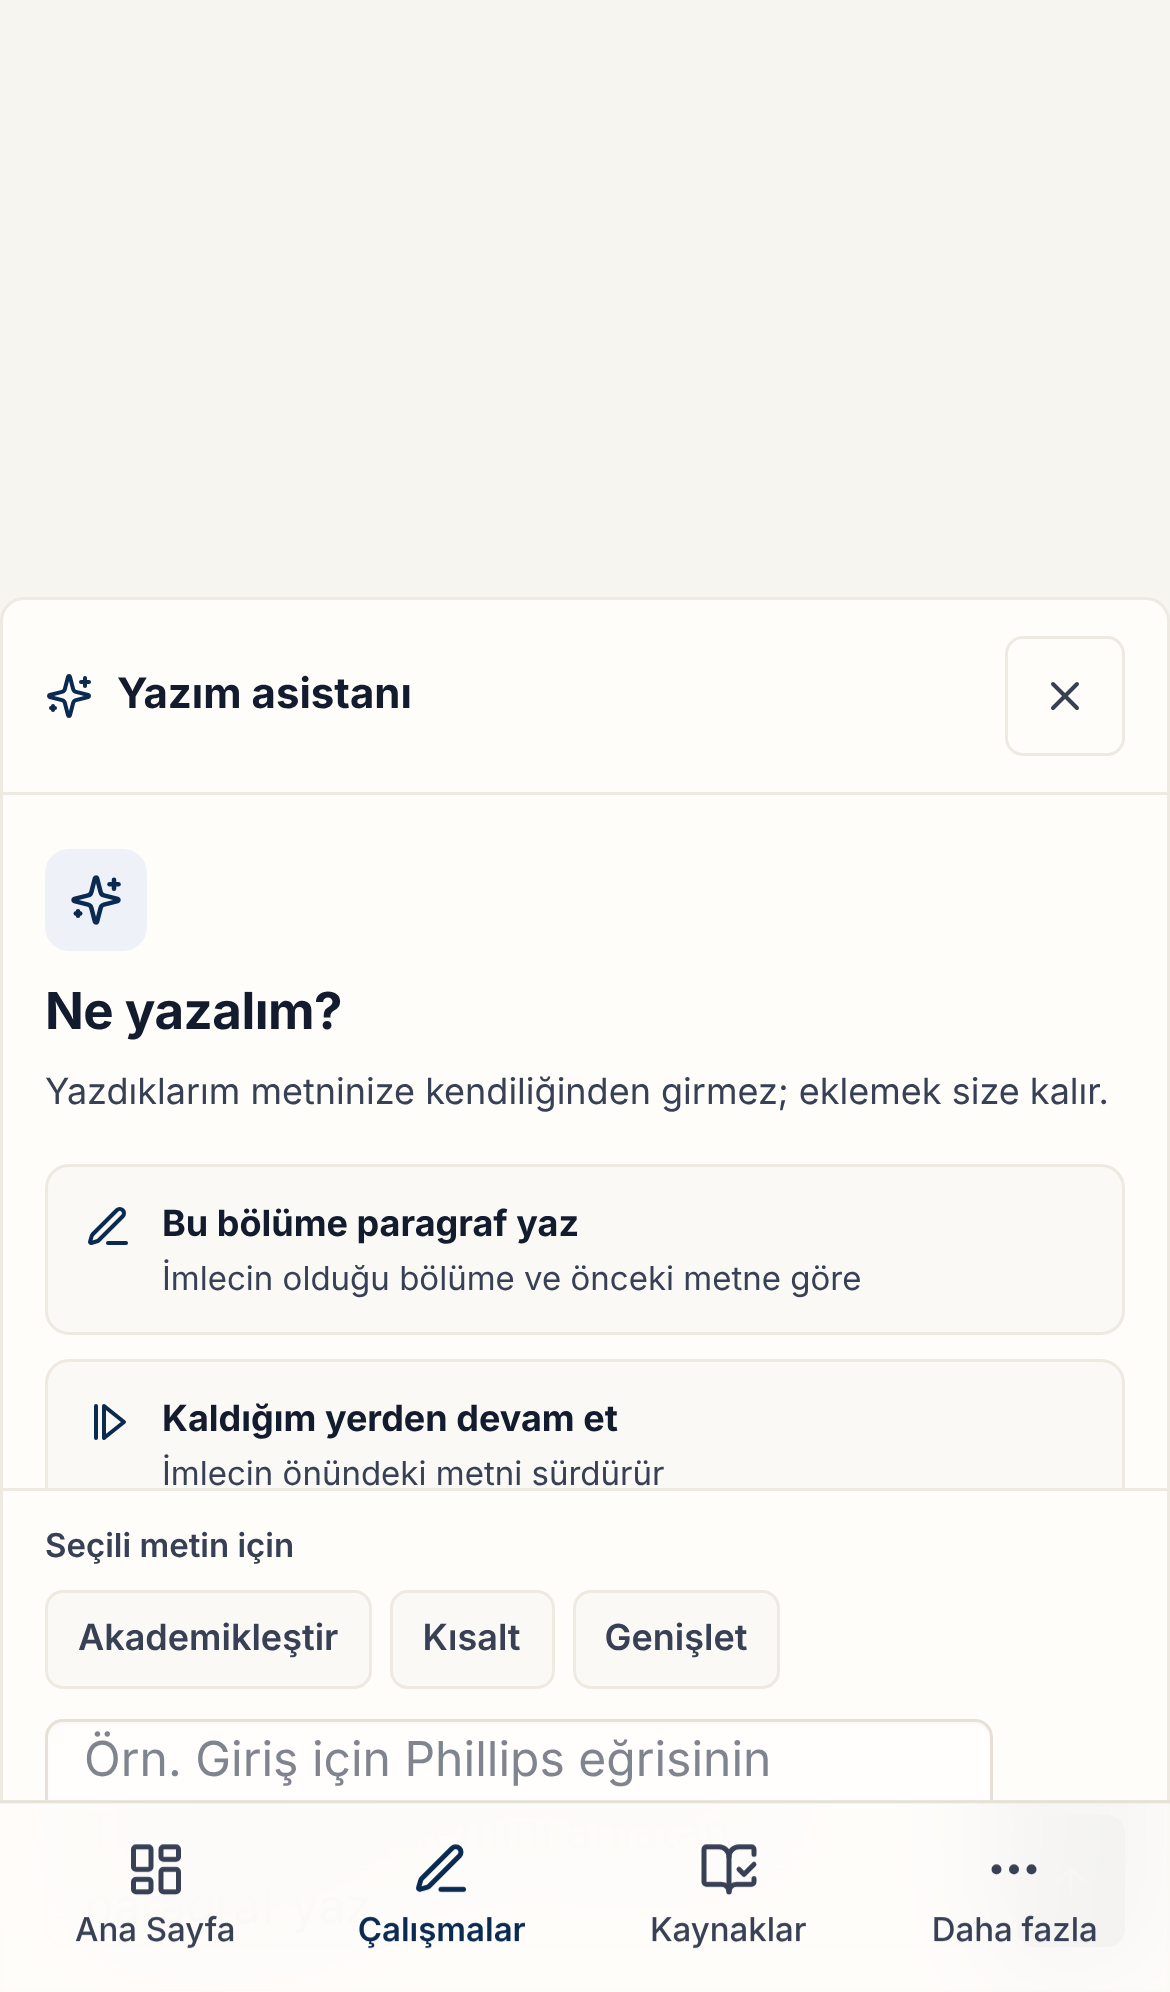 Yazım asistanı
Ne yazalım?
Yazdıklarım metninize kendiliğinden girmez; eklemek size kalır.
Bu bölüme paragraf yaz
İmlecin olduğu bölüme ve önceki metne göre
Kaldığım yerden devam et
İmlecin önündeki metni sürdürür
Seçili metin için
Akademikleştir
Kısalt
Genişlet
Örn. Giriş için Phillips eğrisinin
Ana Sayfa
Çalışmalar
Kaynaklar
Daha fazla